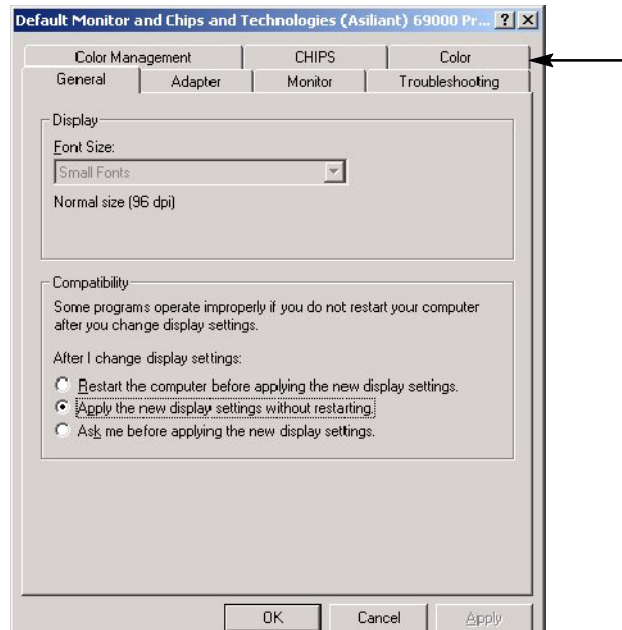 Default Monitor and Chips and Technologies (Asiliant) 69000 Pr...
Color Management CHIPS Color
General Adapter Monitor Troubleshooting
Display
Font Size:
Small Fonts
Normal size (96 dpi)
Compatibility
Some programs operate improperly if you do not restart your computer
after you change display settings.
After I change display settings:
Restart the computer before applying the new display settings.
Apply the new display settings without restarting.
Ask me before applying the new display settings.
OK Cancel Apply